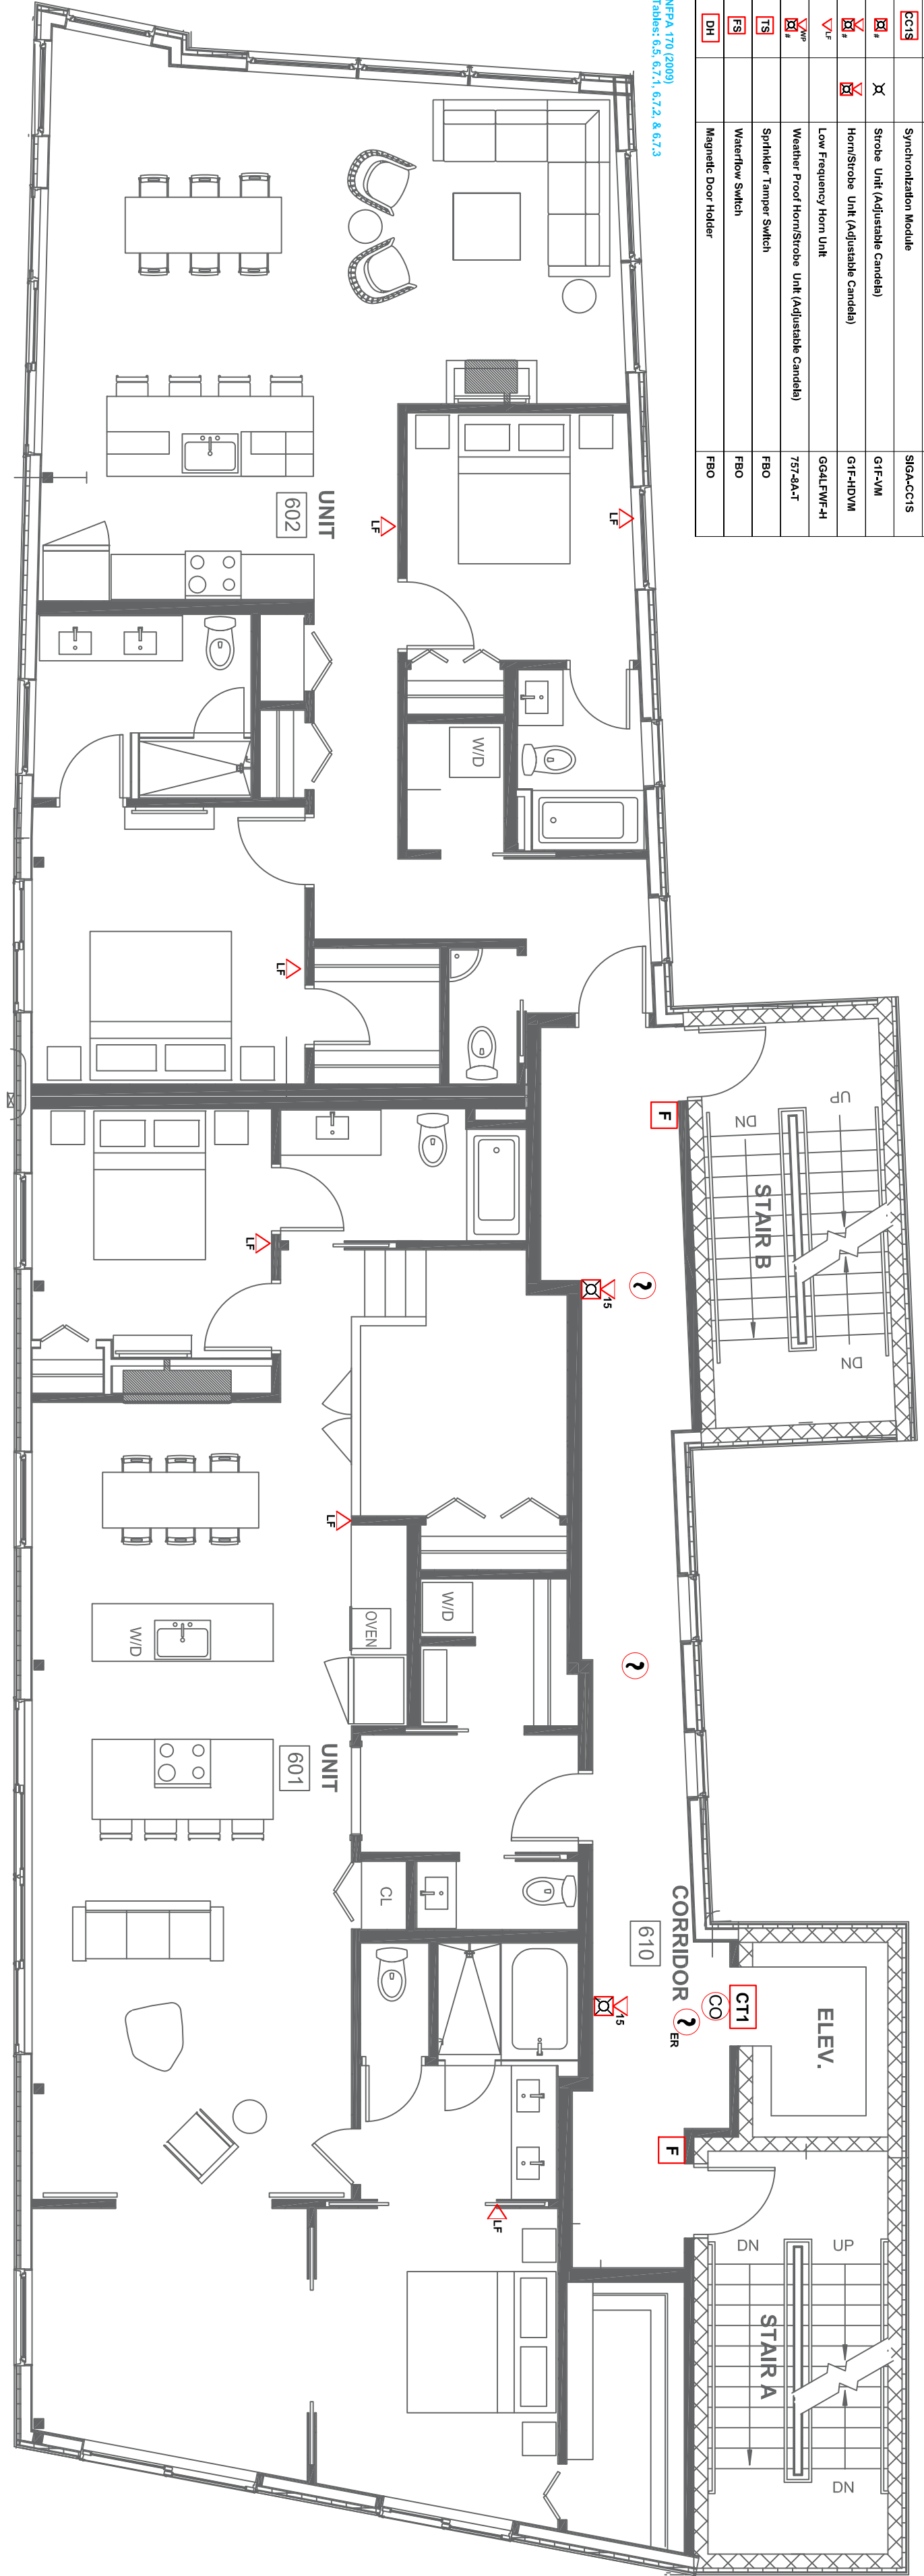 CC1S Synchronization Module SIGA-CC1S
# Strobe Unit (Adjustable Candela) G1F-VM
# Horn/Strobe Unit (Adjustable Candela) G1F-HDVM
LF Low Frequency Horn Unit GG4LFWF-H
WP # Weather Proof Horn/Strobe Unit (Adjustable Candela) 757-8A-T
TS Sprinkler Tamper Switch FBO
FS Waterflow Switch FBO
DH Magnetic Door Holder FBO
NFPA 170 (2009)
Tables: 6.5, 6.7.1, 6.7.2, & 6.7.3
LF
UNIT
602
LF
W/D
LF
F
UP
DN
STAIR B
DN
LF
15
LF
OVEN
W/D
W/D
UNIT
601
CL
CORRIDOR
610
ELEV.
CT1
CO
ER
15
F
LF
UP
DN
STAIR A
DN